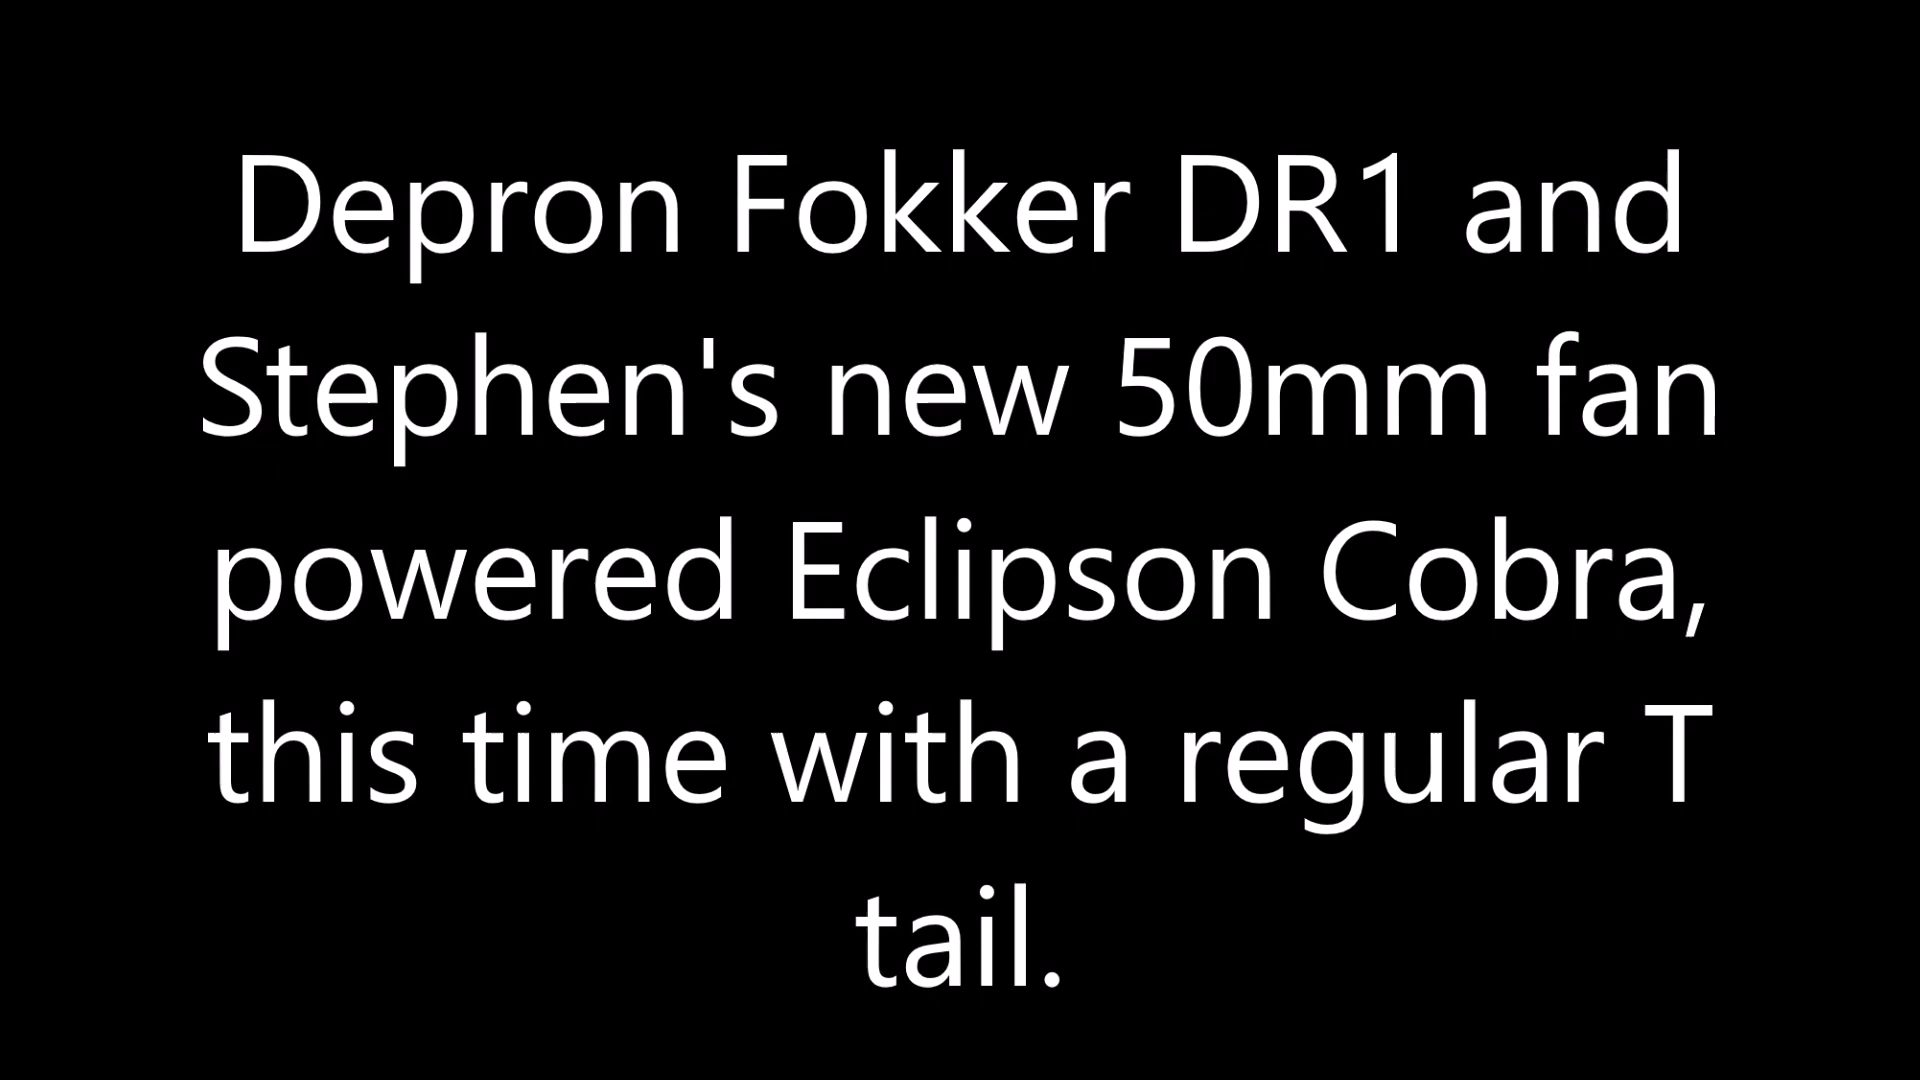 Depron Fokker DR1 and
Stephen's new 50mm fan
powered Eclipson Cobra,
this time with a regular T
tail.